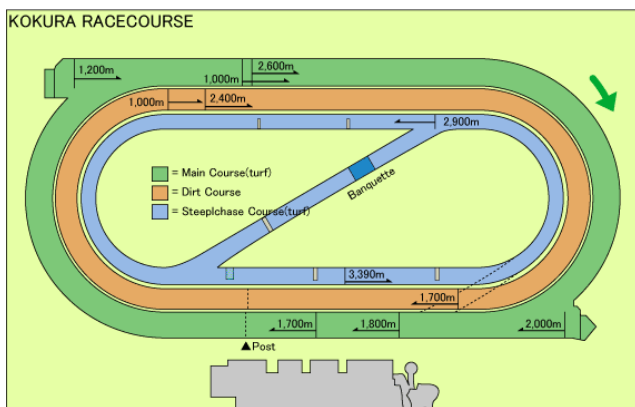 KOKURA RACECOURSE
1,200m
2,600m
1,000m
1,000m
2,400m
2,900m
= Main Course(turf)
= Dirt Course
= Steeplchase Course(turf)
Banquette
3,390m
1,700m
1,700m
1,800m
2,000m
▲Post